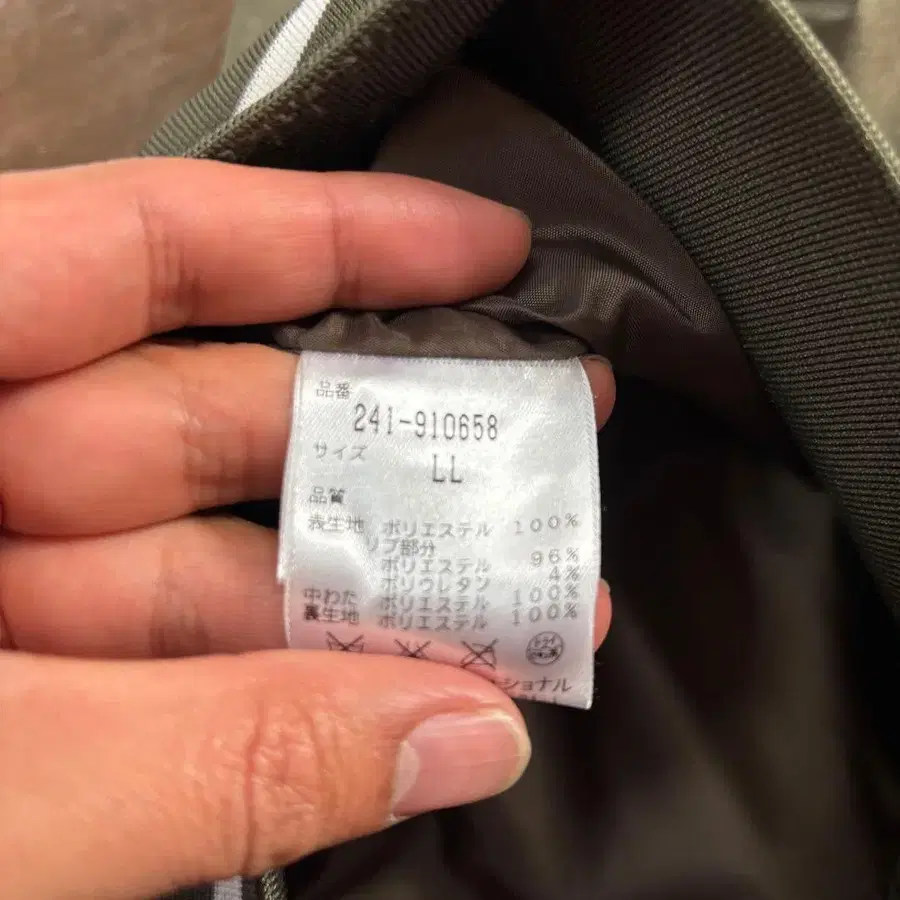 品番
241-910658
サイズ
LL
品質
表生地 ポリエステル 100%
リブ部分
ポリエステル 96%
ポリウレタン 4%
中わた ポリエステル 100%
裏生地 ポリエステル 100%
ドライ
ショナル